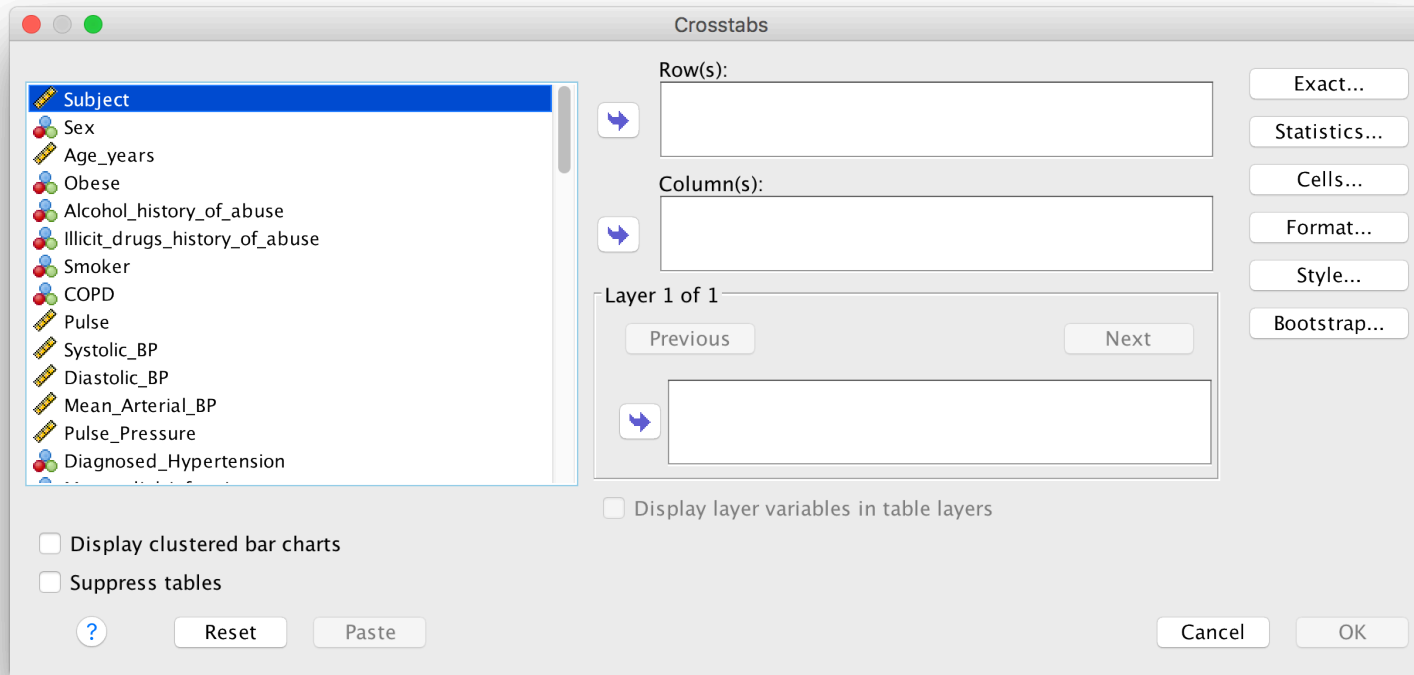 Crosstabs
Subject
Sex
Age_years
Obese
Alcohol_history_of_abuse
Illicit_drugs_history_of_abuse
Smoker
COPD
Pulse
Systolic_BP
Diastolic_BP
Mean_Arterial_BP
Pulse_Pressure
Diagnosed_Hypertension
Row(s):
Column(s):
Layer 1 of 1
Previous
Next
Display layer variables in table layers
Exact...
Statistics...
Cells...
Format...
Style...
Bootstrap...
Display clustered bar charts
Suppress tables
?
Reset
Paste
Cancel
OK